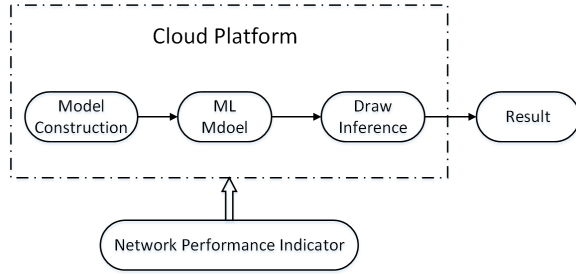 Cloud Platform
Model
Construction
ML
Mdoel
Draw
Inference
Result
Network Performance Indicator